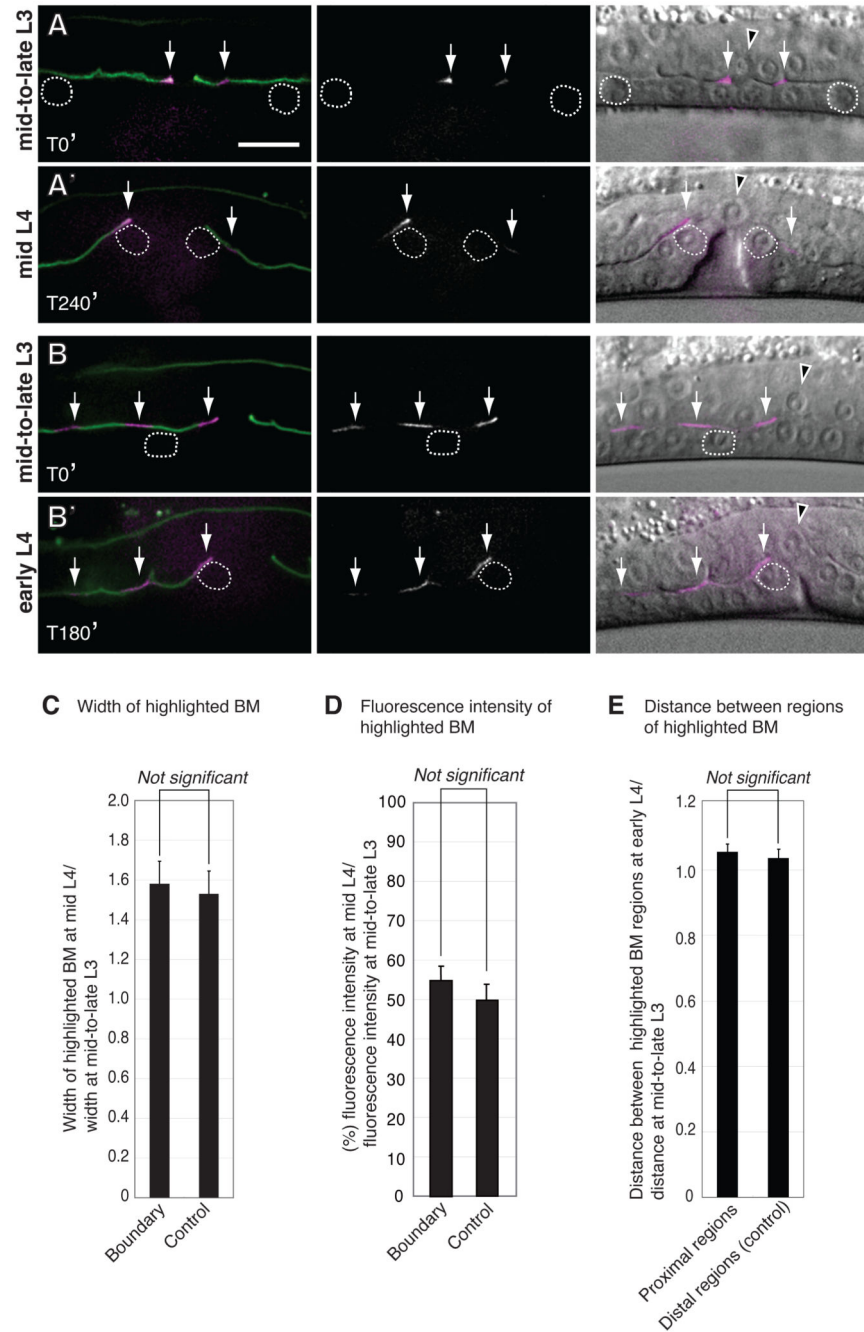 mid-to-late L3
A
T0’
mid L4
A’
T240’
mid-to-late L3
B
T0’
early L4
B’
T180’
C Width of highlighted BM
Not significant
Width of highlighted BM at mid L4/
width at mid-to-late L3
2.0
1.8
1.6
1.4
1.2
1.0
0.8
0.6
0.4
0.2
0
Boundary
Control
D Fluorescence intensity of
highlighted BM
Not significant
(%) fluorescence intensity at mid L4/
fluorescence intensity at mid-to-late L3
100
90
80
70
60
50
40
30
20
10
0
Boundary
Control
E Distance between regions
of highlighted BM
Not significant
Distance between highlighted BM regions at early L4/
distance at mid-to-late L3
1.2
1.0
0.8
0.6
0.4
0.2
0
Proximal regions
Distal regions (control)